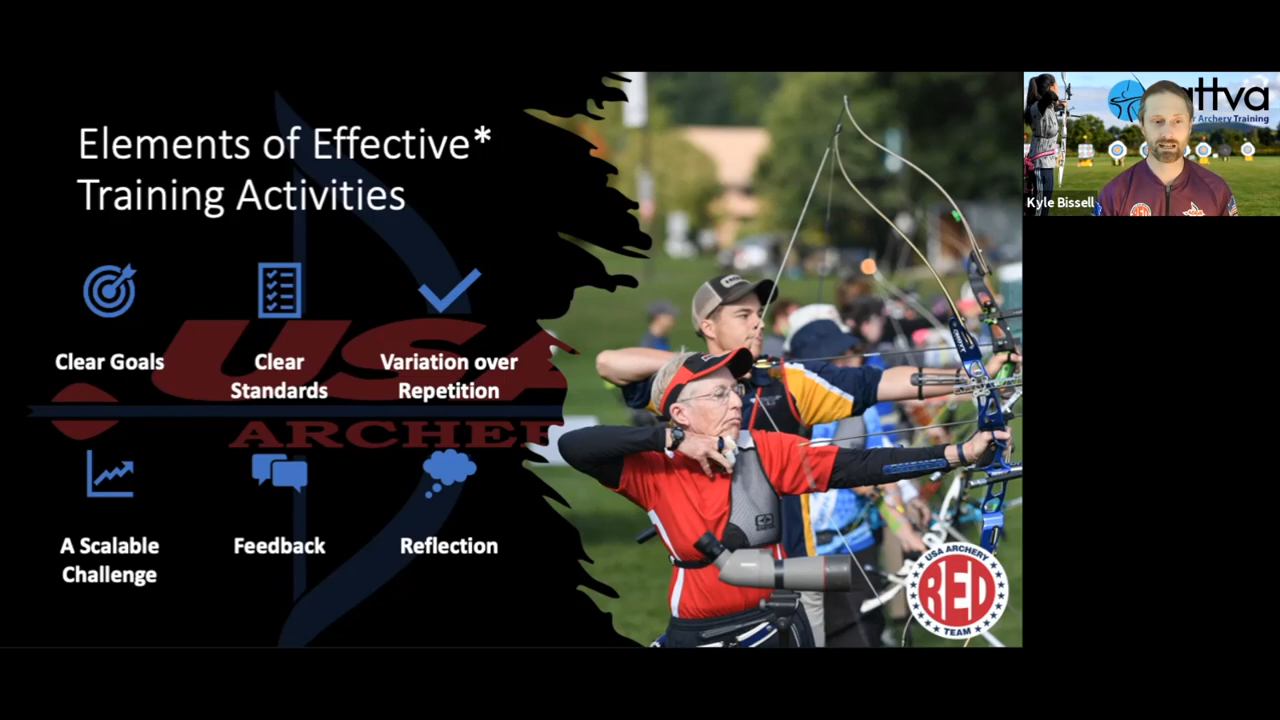 Elements of Effective*
Training Activities
Clear Goals
Clear
Standards
Variation over
Repetition
USA
ARCHER
A Scalable
Challenge
Feedback
Reflection
USA ARCHERY
RED
TEAM
attva
r Archery Training
Kyle Bissell
RED